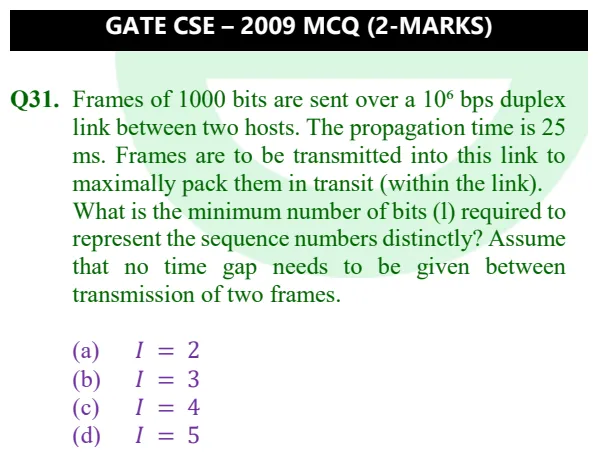 GATE CSE – 2009 MCQ (2-MARKS)
Q31. Frames of 1000 bits are sent over a 10⁶ bps duplex
link between two hosts. The propagation time is 25
ms. Frames are to be transmitted into this link to
maximally pack them in transit (within the link).
What is the minimum number of bits (l) required to
represent the sequence numbers distinctly? Assume
that no time gap needs to be given between
transmission of two frames.
(a) I = 2
(b) I = 3
(c) I = 4
(d) I = 5